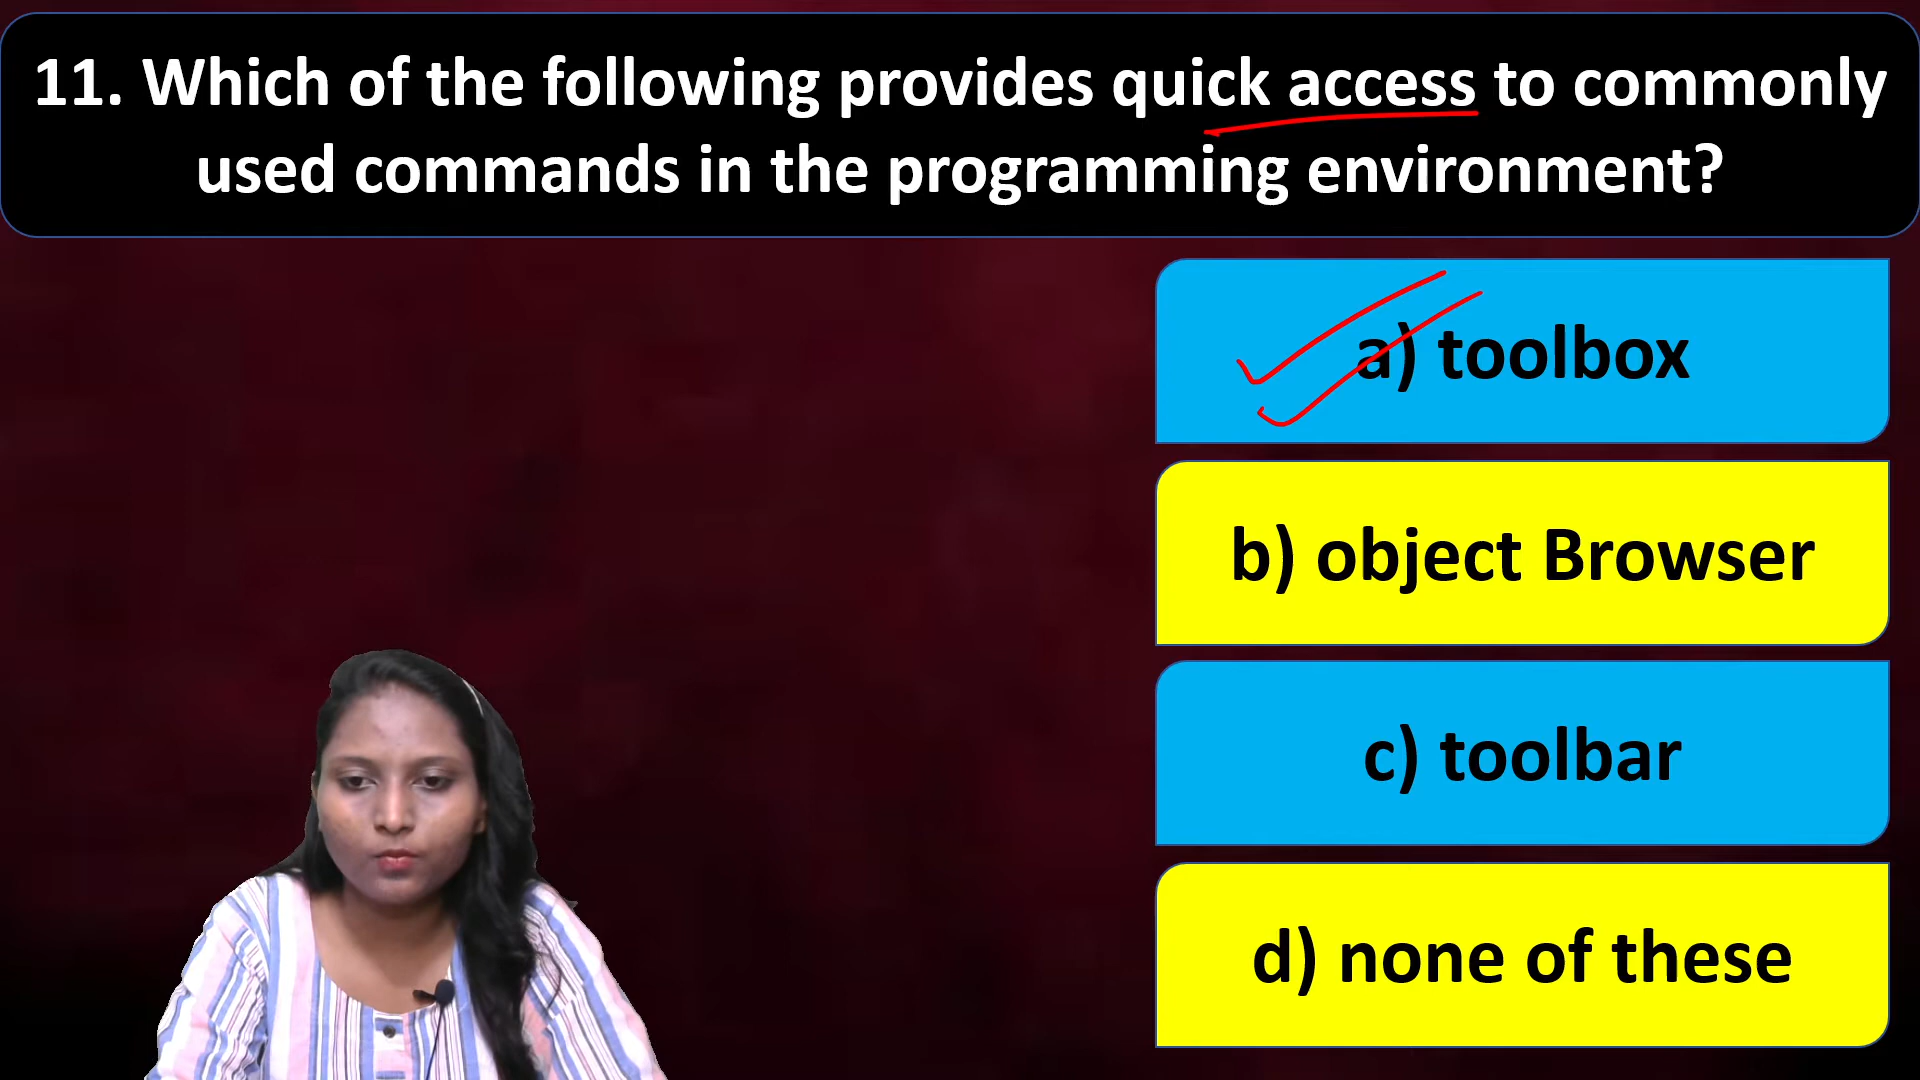 11. Which of the following provides quick access to commonly
used commands in the programming environment?
a) toolbox
b) object Browser
c) toolbar
d) none of these